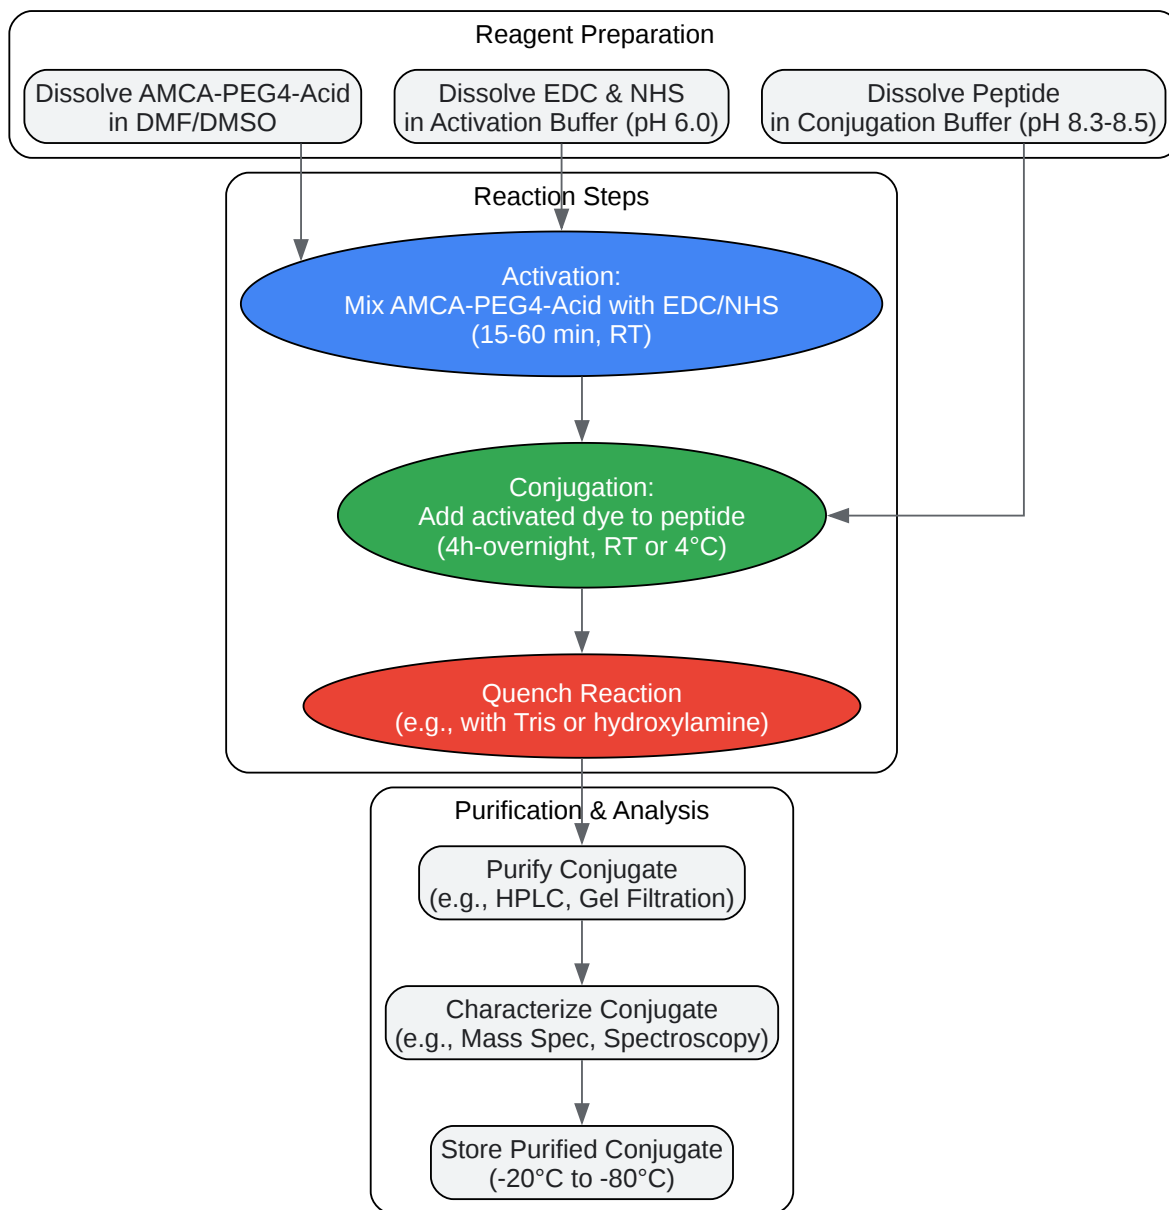 Reagent Preparation
Dissolve AMCA-PEG4-Acid
in DMF/DMSO
Dissolve EDC & NHS
in Activation Buffer (pH 6.0)
Dissolve Peptide
in Conjugation Buffer (pH 8.3-8.5)
Reaction Steps
Activation:
Mix AMCA-PEG4-Acid with EDC/NHS
(15-60 min, RT)
Conjugation:
Add activated dye to peptide
(4h-overnight, RT or 4°C)
Quench Reaction
(e.g., with Tris or hydroxylamine)
Purification & Analysis
Purify Conjugate
(e.g., HPLC, Gel Filtration)
Characterize Conjugate
(e.g., Mass Spec, Spectroscopy)
Store Purified Conjugate
(-20°C to -80°C)